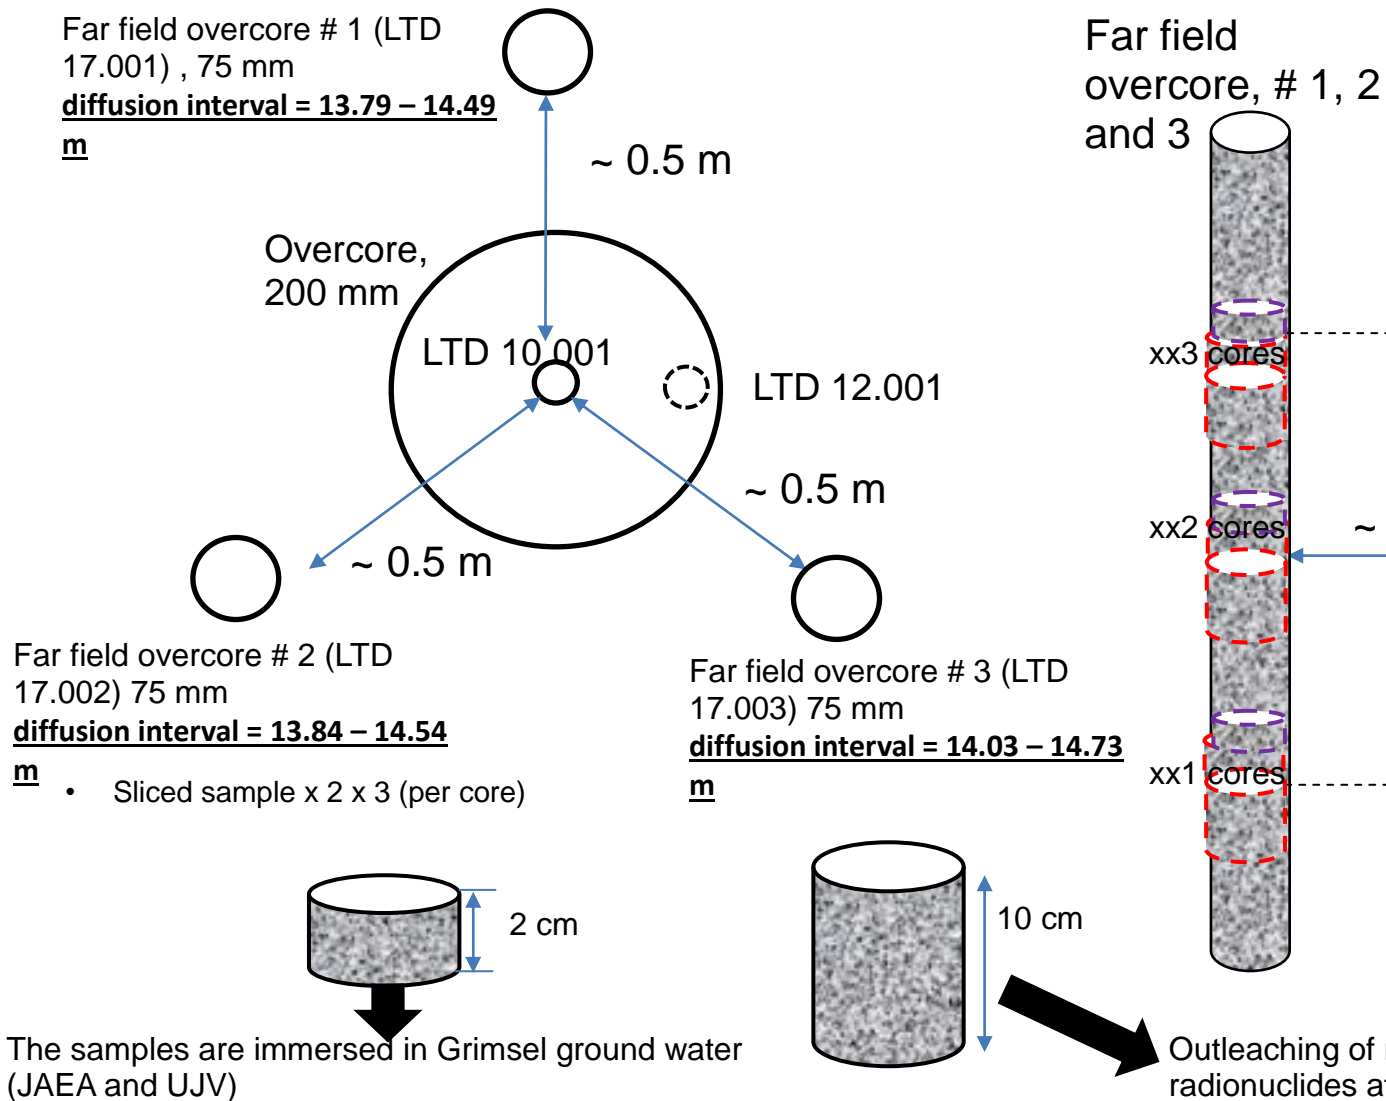 Far field overcore # 1 (LTD
17.001) , 75 mm
diffusion interval = 13.79 – 14.49
m
Far field
overcore, # 1, 2
and 3
~ 0.5 m
Overcore,
200 mm
LTD 10.001
LTD 12.001
xx3 cores
~ 0.5 m
~ 0.5 m
xx2 cores
~
Far field overcore # 2 (LTD
17.002) 75 mm
diffusion interval = 13.84 – 14.54
m
Far field overcore # 3 (LTD
17.003) 75 mm
diffusion interval = 14.03 – 14.73
m
xx1 cores
• Sliced sample x 2 x 3 (per core)
2 cm
10 cm
The samples are immersed in Grimsel ground water
(JAEA and UJV)
Outleaching of
radionuclides